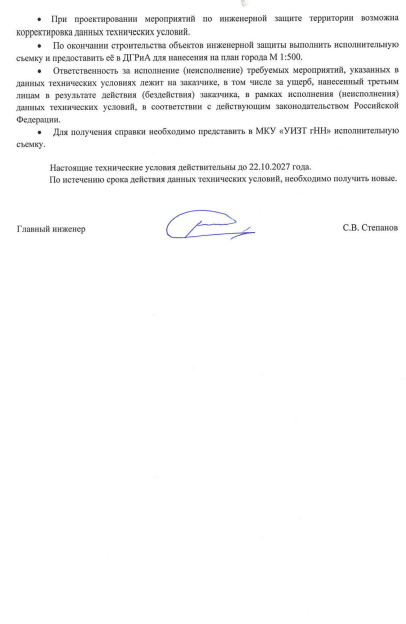 • При проектировании мероприятий по инженерной защите территории возможна
корректировка данных технических условий.
• По окончании строительства объектов инженерной защиты выполнить исполнительную
съемку и предоставить её в ДГРиА для нанесения на план города М 1:500.
• Ответственность за исполнение (неисполнение) требуемых мероприятий, указанных в
данных технических условиях лежит на заказчике, в том числе за ущерб, нанесенный третьим
лицам в результате действия (бездействия) заказчика, в рамках исполнения (неисполнения)
данных технических условий, в соответствии с действующим законодательством Российской
Федерации.
• Для получения справки необходимо представить в МКУ «УИЗТ гНН» исполнительную
съемку.
Настоящие технические условия действительны до 22.10.2027 года.
По истечению срока действия данных технических условий, необходимо получить новые.
Главный инженер
С.В. Степанов